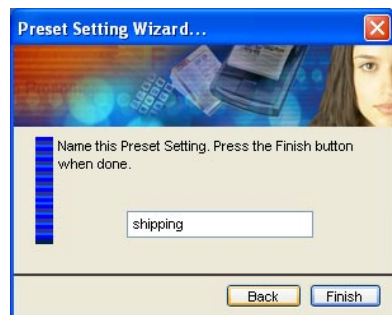 Preset Setting Wizard...
Name this Preset Setting. Press the Finish button
when done.
shipping
Back
Finish